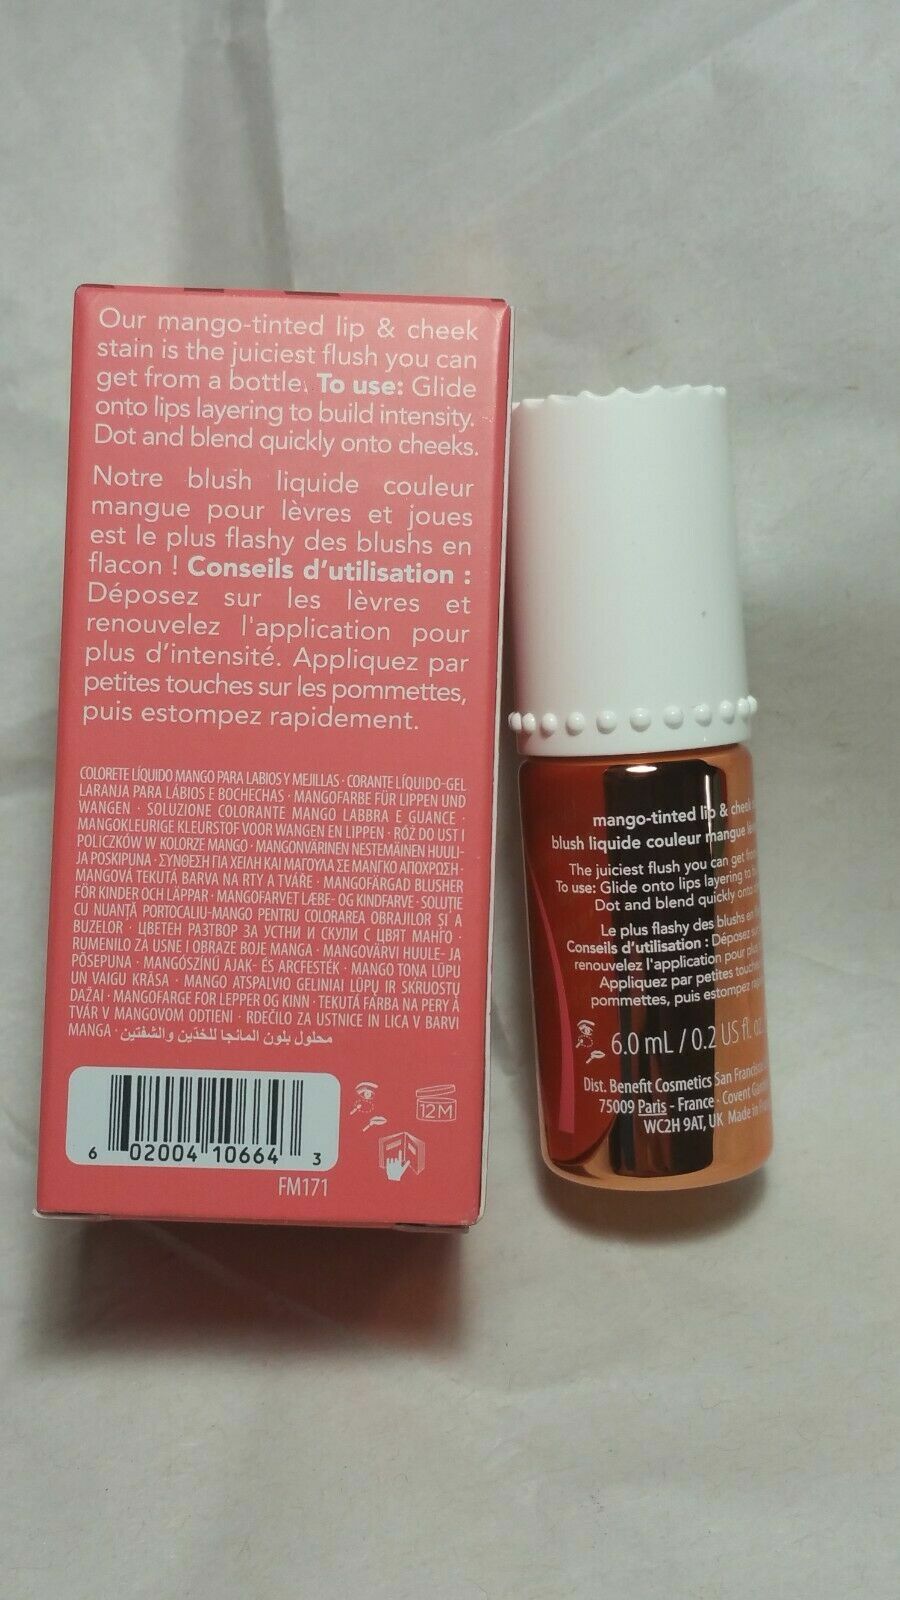 Our mango-tinted lip & cheek
stain is the juiciest flush you can
get from a bottle. To use: Glide
onto lips layering to build intensity.
Dot and blend quickly onto cheeks.
Notre blush liquide couleur
mangue pour lèvres et joues
est le plus flashy des blushs en
flacon ! Conseils d'utilisation :
Déposez sur les lèvres et
renouvelez l'application pour
plus d'intensité. Appliquez par
petites touches sur les pommettes,
puis estompez rapidement.
COLORETE LÍQUIDO MANGO PARA LABIOS Y MEJILLAS · CORANTE LÍQUIDO-GEL
LARANJA PARA LÁBIOS E BOCHECHAS · MANGOFARBE FÜR LIPPEN UND
WANGEN · SOLUZIONE COLORANTE MANGO LABBRA E GUANCE ·
MANGOKLEURIGE KLEURSTOF VOOR WANGEN EN LIPPEN · RÓŻ DO UST I
POLICZKÓW W KOLORZE MANGO · MANGONVÄRINEN NESTEMÄINEN HUULI-
JA POSKIPUNA · ΣΥΝΘΕΣΗ ΓΙΑ ΧΕΙΛΗ ΚΑΙ ΜΑΓΟΥΛΑ ΣΕ ΜΑΝΓΚΟ ΑΠΟΧΡΩΣΗ ·
MANGOVÁ TEKUTÁ BARVA NA RTY A TVÁŘE · MANGOFÄRGAD BLUSHER
FÖR KINDER OCH LÄPPAR · MANGOFARVET LÆBE- OG KINDFARVE · SOLUȚIE
CU NUANȚĂ PORTOCALIU-MANGO PENTRU COLORAREA OBRAJILOR ȘI A
BUZELOR · ЦВЕТЕН РАЗТВОР ЗА УСТНИ И СКУЛИ С ЦВЯТ МАНГО ·
RUMENILO ZA USNE I OBRAZE BOJE MANGA · MANGOVÄRVI HUULE- JA
PÕSEPUNA · MANGÓSZÍNŰ AJAK- ÉS ARCFESTÉK · MANGO TOŅA LŪPU
UN VAIGU KRĀSA · MANGO ATSPALVIO GELINIAI LŪPŲ IR SKRUOSTŲ
DAŽAI · MANGOFARGE FOR LEPPER OG KINN · TEKUTÁ FARBA NA PERY A
TVÁR V MANGOVOM ODTIENI · RDEČILO ZA USTNICE IN LICA V BARVI
MANGA · محلول بلون المانجا للخدين والشفتين
6 02004 10664 3
12M
FM171
mango-tinted lip & cheek
blush liquide couleur mangue
The juiciest flush you can get
To use: Glide onto lips layering to
Dot and blend quickly onto
Le plus flashy des blushs en
Conseils d'utilisation : Déposez
renouvelez l'application pour
Appliquez par petites
pommettes, puis estompez
6.0 mL / 0.2 US fl. oz.
Dist. Benefit Cosmetics San Francisco
75009 Paris - France · Covent
WC2H 9AT, UK Made in